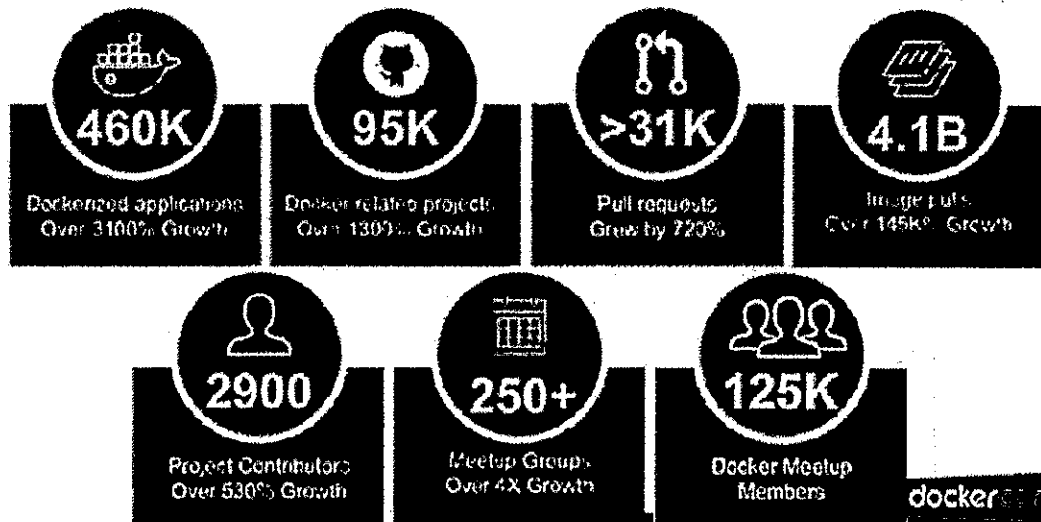 460K
Dockerized applications
Over 3100% Growth
95K
Docker related projects
Over 1300% Growth
>31K
Pull requests
Grew by 720%
4.1B
Image pulls
Over 145K% Growth
2900
Project Contributors
Over 530% Growth
250+
Meetup Groups
Over 4X Growth
125K
Docker Meetup
Members
docker